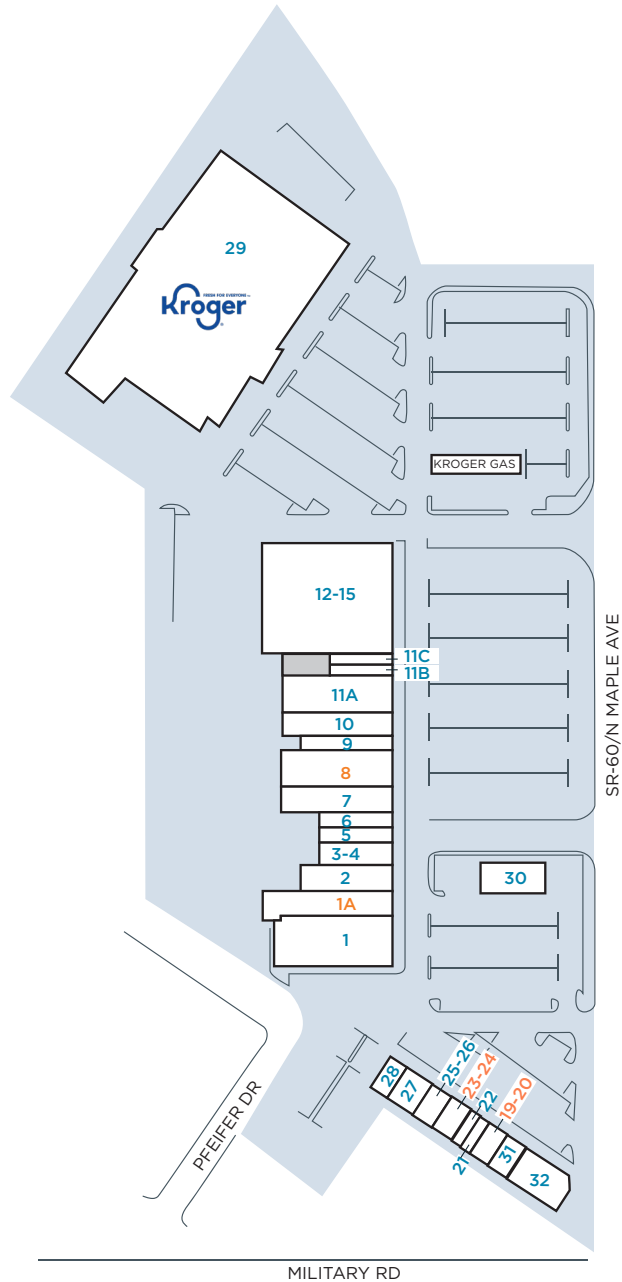 29
FRESH FOR EVERYONE
Kroger
KROGER GAS
12-15
11C
11B
11A
10
9
8
7
6
5
3-4
2
1A
1
30
SR-60/N MAPLE AVE
28
27
25-26
23-24
22
21
19-20
31
32
PFEIFER DR
MILITARY RD